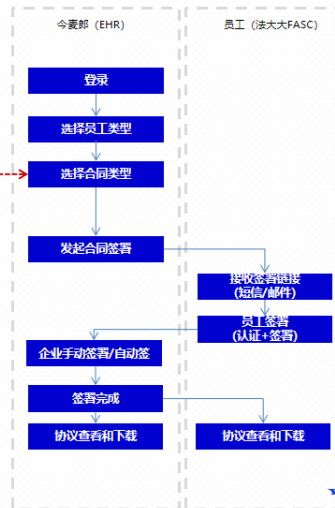 今麦郎（EHR）
员工（法大大FASC）
登录
选择员工类型
选择合同类型
发起合同签署
接收签署链接
(短信/邮件)
员工签署
(认证+签署)
企业手动签署/自动签
签署完成
协议查看和下载
协议查看和下载